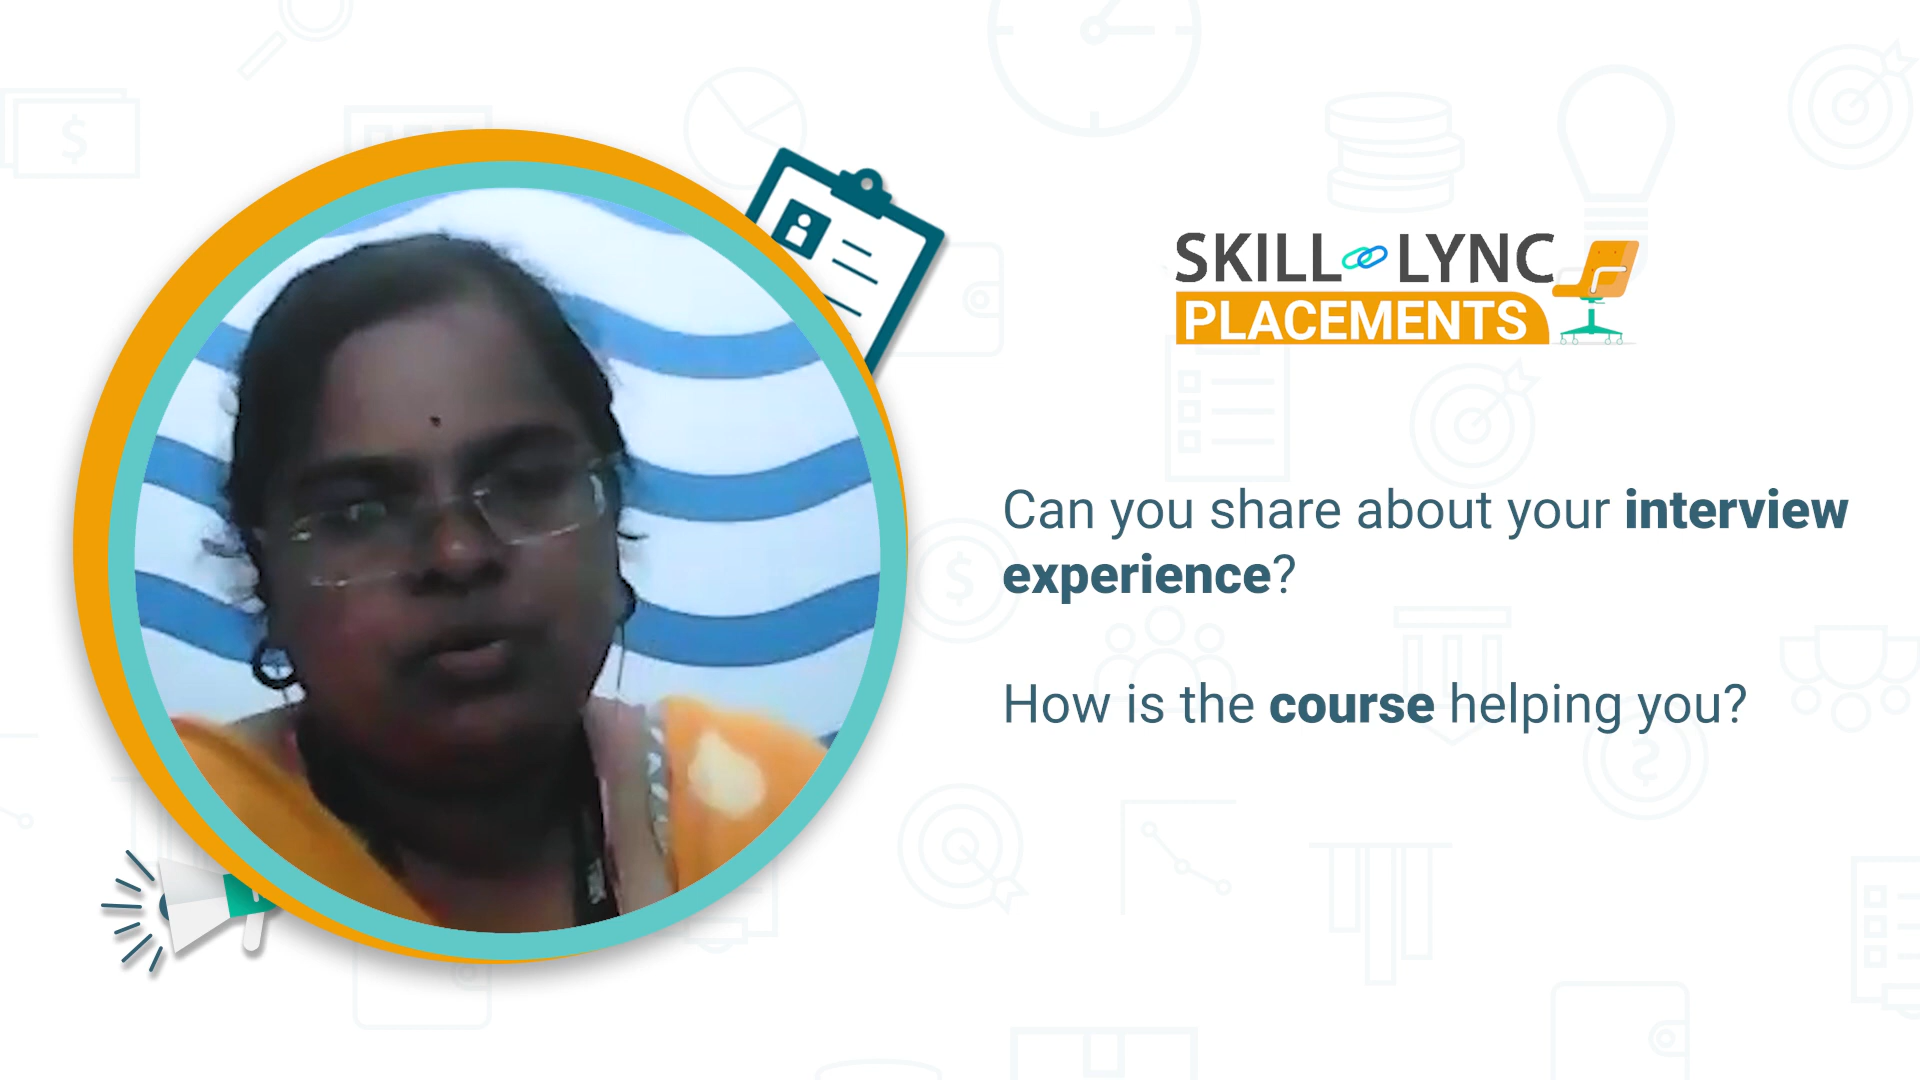 SKILL LYNC
PLACEMENTS
Can you share about your interview
experience?
How is the course helping you?